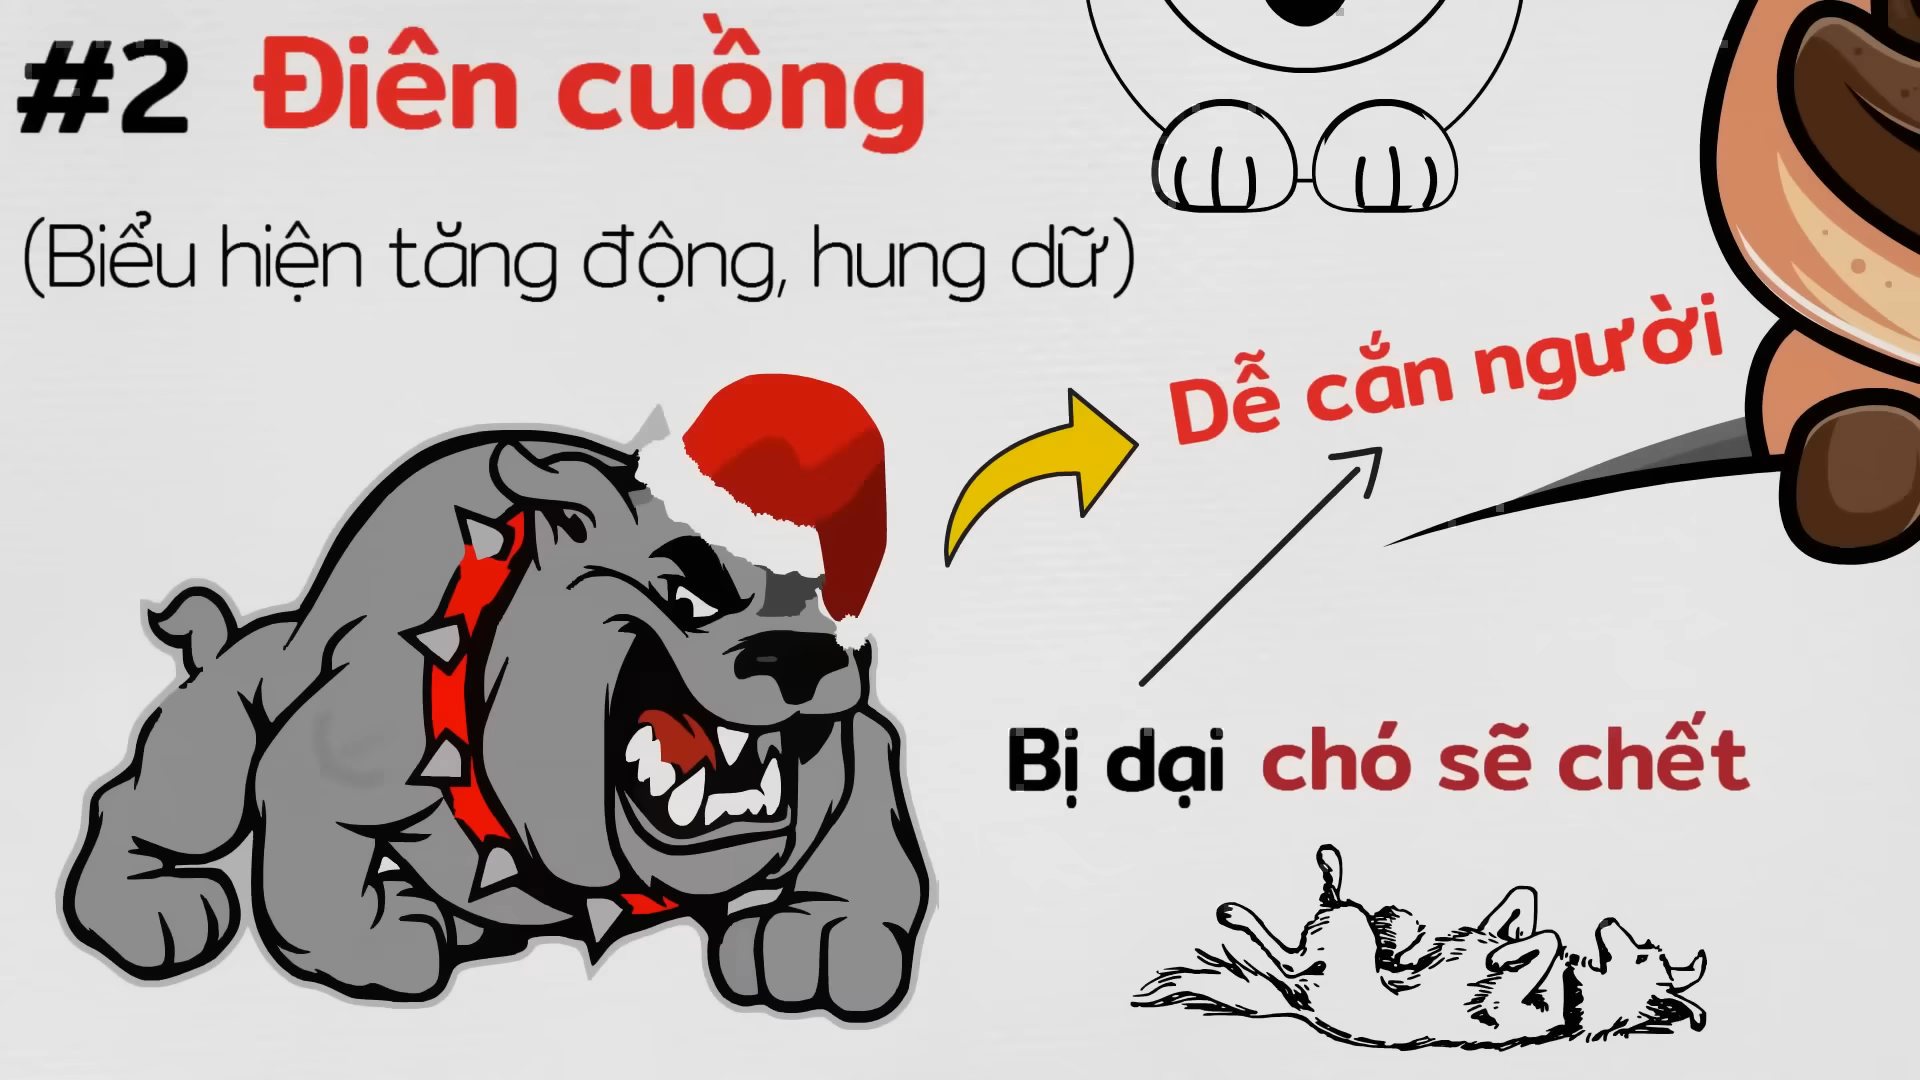 #2 Điên cuồng
(Biểu hiện tăng động, hung dữ)
Dễ cắn người
Bị dại chó sẽ chết